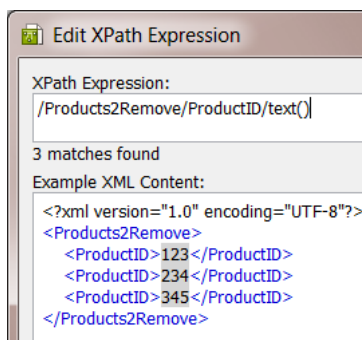 Edit XPath Expression
XPath Expression:
/Products2Remove/ProductID/text()
3 matches found
Example XML Content:
<?xml version="1.0" encoding="UTF-8"?>
<Products2Remove>
<ProductID>123</ProductID>
<ProductID>234</ProductID>
<ProductID>345</ProductID>
</Products2Remove>